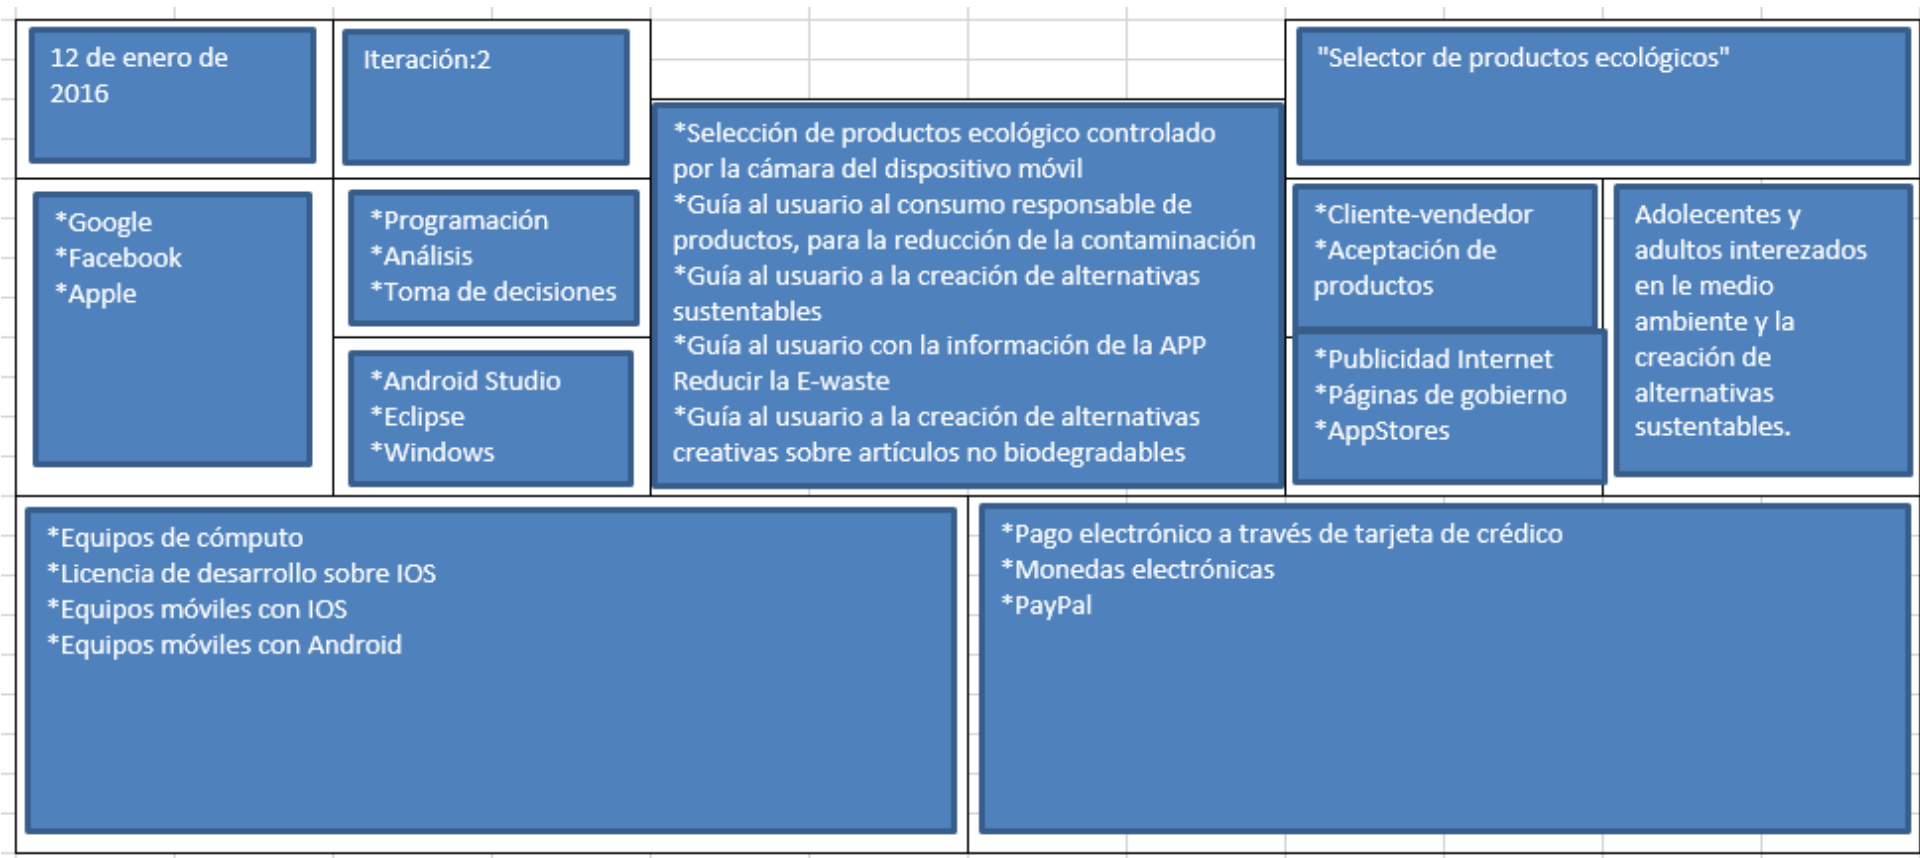 12 de enero de
2016
Iteración:2
"Selector de productos ecológicos"
*Google
*Facebook
*Apple
*Programación
*Análisis
*Toma de decisiones
*Android Studio
*Eclipse
*Windows
*Selección de productos ecológico controlado
por la cámara del dispositivo móvil
*Guía al usuario al consumo responsable de
productos, para la reducción de la contaminación
*Guía al usuario a la creación de alternativas
sustentables
*Guía al usuario con la información de la APP
Reducir la E-waste
*Guía al usuario a la creación de alternativas
creativas sobre artículos no biodegradables
*Cliente-vendedor
*Aceptación de
productos
*Publicidad Internet
*Páginas de gobierno
*AppStores
Adolecentes y
adultos interezados
en le medio
ambiente y la
creación de
alternativas
sustentables.
*Equipos de cómputo
*Licencia de desarrollo sobre IOS
*Equipos móviles con IOS
*Equipos móviles con Android
*Pago electrónico a través de tarjeta de crédico
*Monedas electrónicas
*PayPal